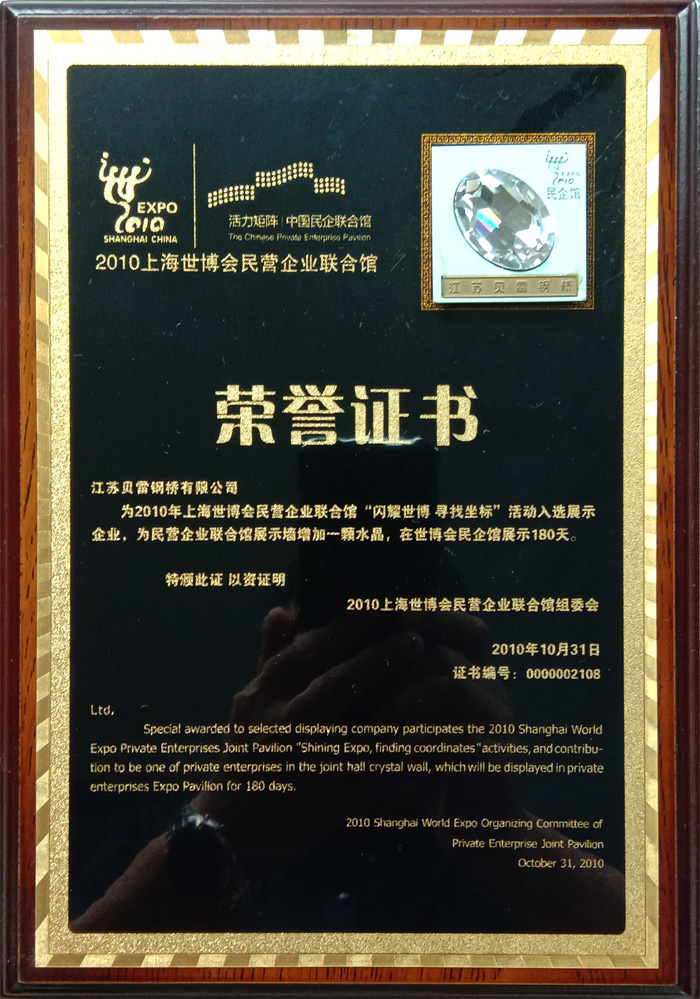 EXPO
2010
SHANGHAI CHINA
活力矩阵 | 中国民企联合馆
The Chinese Private Enterprise Pavilion
2010上海世博会民营企业联合馆
EXPO
2010
民企馆
江苏贝雷钢桥
荣誉证书
江苏贝雷钢桥有限公司
为2010年上海世博会民营企业联合馆“闪耀世博 寻找坐标”活动入选展示
企业，为民营企业联合馆展示墙增加一颗水晶，在世博会民企馆展示180天。
特颁此证 以资证明
2010上海世博会民营企业联合馆组委会
2010年10月31日
证书编号：0000002108
Ltd,
Special awarded to selected displaying company participates the 2010 Shanghai World
Expo Private Enterprises Joint Pavilion "Shining Expo, finding coordinates" activities, and contribu-
tion to be one of private enterprises in the joint hall crystal wall, which will be displayed in private
enterprises Expo Pavilion for 180 days.
2010 Shanghai World Expo Organizing Committee of
Private Enterprise Joint Pavilion
October 31, 2010